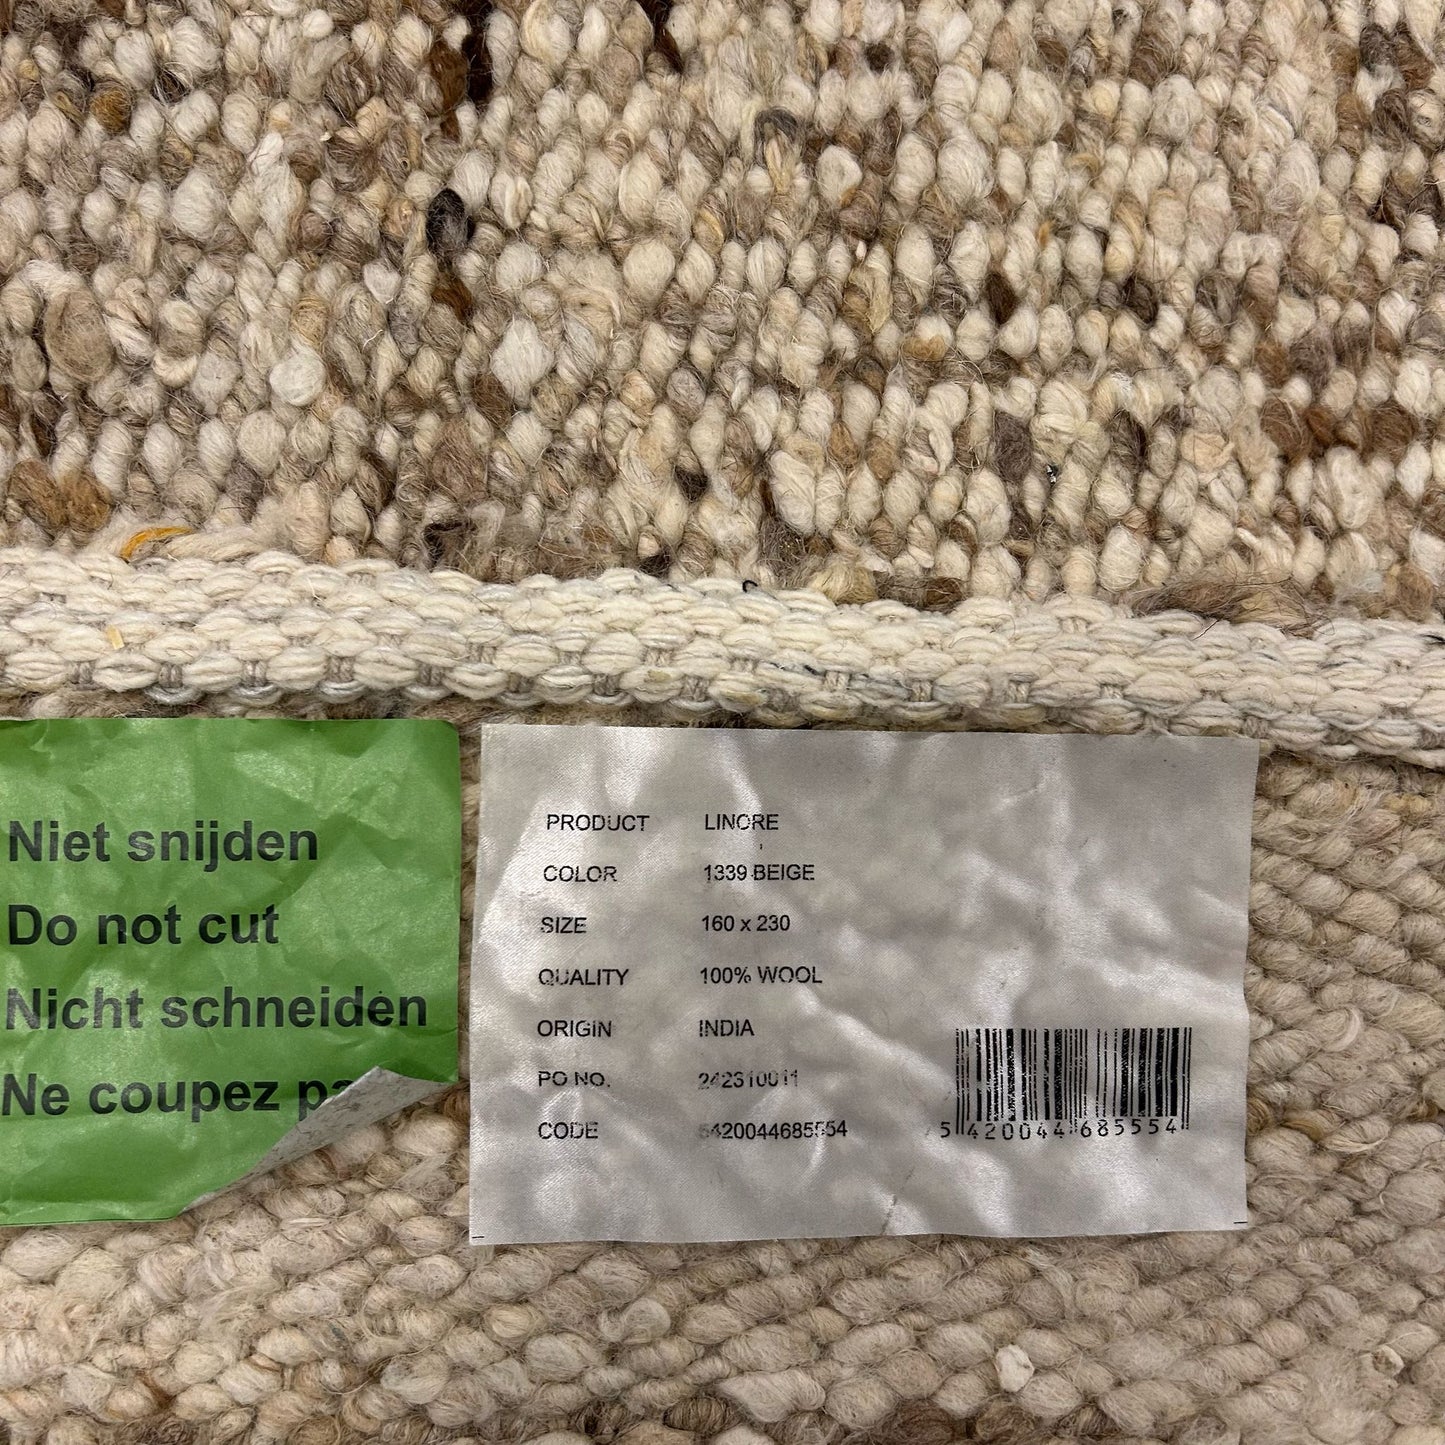 Niet snijden
Do not cut
Nicht schneiden
Ne coupez
PRODUCT LINORE
COLOR 1339 BEIGE
SIZE 160 x 230
QUALITY 100% WOOL
ORIGIN INDIA
PO NO. 242310011
CODE 5420044685554
5 420044 685554